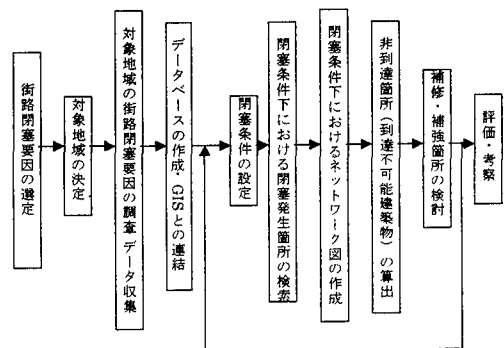 街路閉塞要因の選定
対象地域の決定
対象地域の街路閉塞要因の調査 データ収集
データベースの作成・GISとの連結
閉塞条件の設定
閉塞条件下における閉塞発生箇所の検索
閉塞条件下におけるネットワーク図の作成
非到達箇所（到達不可能建築物）の算出
補修・補強箇所の検討
評価・考察